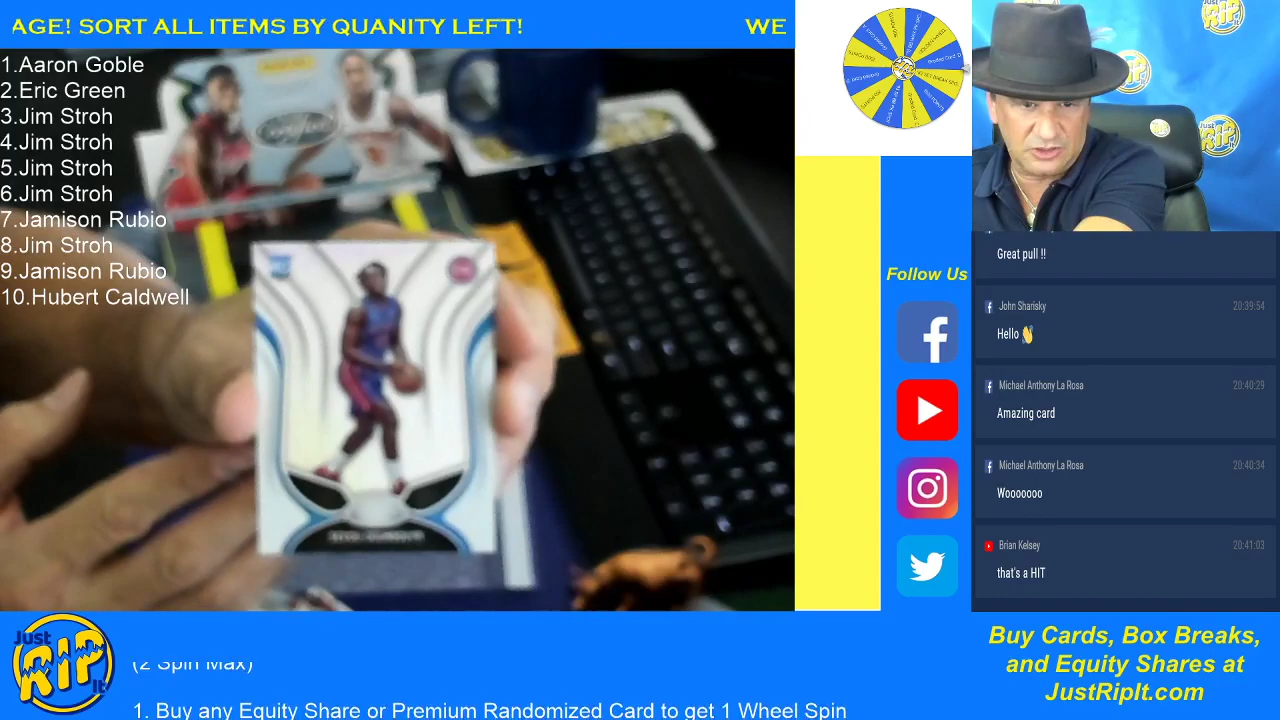 AGE! SORT ALL ITEMS BY QUANITY LEFT!
WE
1.Aaron Goble
2.Eric Green
3.Jim Stroh
4.Jim Stroh
5.Jim Stroh
6.Jim Stroh
7.Jamison Rubio
8.Jim Stroh
9.Jamison Rubio
10.Hubert Caldwell
Follow Us
Great pull !!
John Sharisky
20:39:54
Hello 👋
Michael Anthony La Rosa
20:40:29
Amazing card
Michael Anthony La Rosa
20:40:34
Wooooooo
Brian Kelsey
20:41:03
that's a HIT
Just
RIP
It
(2 Spin Max)
1. Buy any Equity Share or Premium Randomized Card to get 1 Wheel Spin
Buy Cards, Box Breaks,
and Equity Shares at
JustRipIt.com